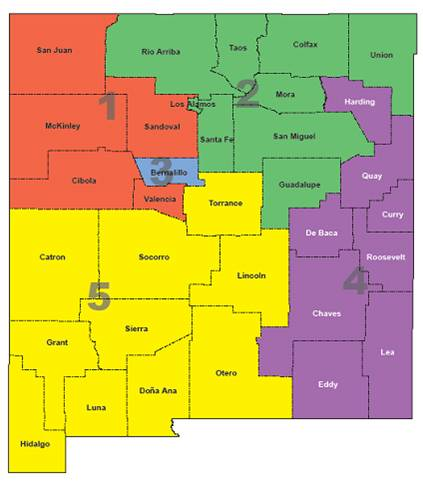 San Juan
Rio Arriba
Taos
Colfax
Union
1
Los Alamos
2
Mora
Harding
McKinley
Sandoval
Santa Fe
San Miguel
3
Bernalillo
Cibola
Valencia
Torrance
Guadalupe
Quay
Curry
De Baca
Catron
Socorro
Lincoln
Roosevelt
4
5
Chaves
Sierra
Grant
Otero
Lea
Eddy
Doña Ana
Luna
Hidalgo